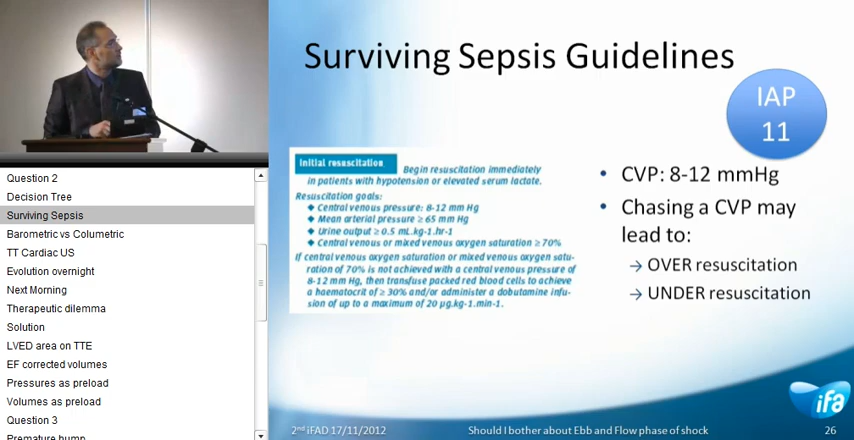 Surviving Sepsis Guidelines
IAP
11
Initial resuscitation
Begin resuscitation immediately
in patients with hypotension or elevated serum lactate.
Resuscitation goals:
◆ Central venous pressure: 8-12 mm Hg
◆ Mean arterial pressure ≥ 65 mm Hg
◆ Urine output ≥ 0.5 mL.kg-1.hr-1
◆ Central venous or mixed venous oxygen saturation ≥ 70%
If central venous oxygen saturation or mixed venous oxygen satu-
ration of 70% is not achieved with a central venous pressure of
8-12 mm Hg, then transfuse packed red blood cells to achieve
a haematocrit of ≥ 30% and/or administer a dobutamine infu-
sion of up to a maximum of 20 µg.kg-1.min-1.
• CVP: 8-12 mmHg
• Chasing a CVP may
lead to:
→ OVER resuscitation
→ UNDER resuscitation
2nd iFAD 17/11/2012
Should I bother about Ebb and Flow phase of shock
26
ifa
Question 2
Decision Tree
Surviving Sepsis
Barometric vs Columetric
TT Cardiac US
Evolution overnight
Next Morning
Therapeutic dilemma
Solution
LVED area on TTE
EF corrected volumes
Pressures as preload
Volumes as preload
Question 3
Premature bump